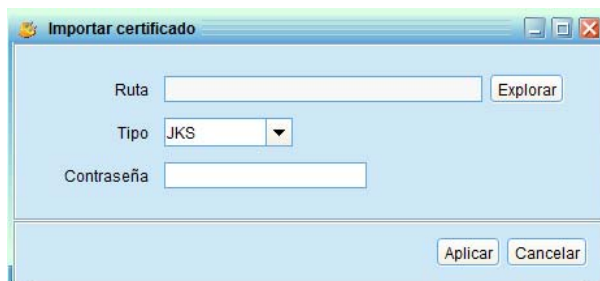 Importar certificado
Ruta Explorar
Tipo JKS
Contraseña
Aplicar Cancelar